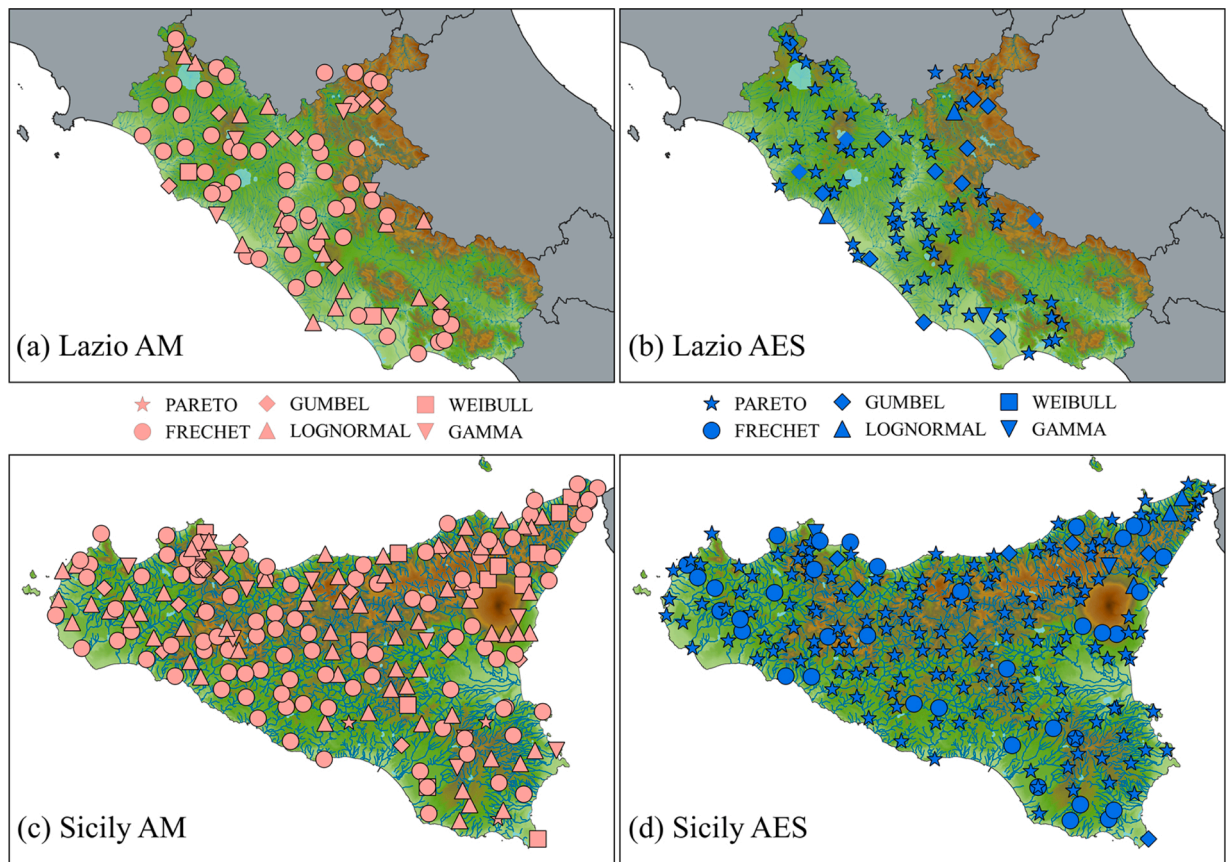 (a) Lazio AM
(b) Lazio AES
PARETO GUMBEL WEIBULL
FRECHET LOGNORMAL GAMMA
PARETO GUMBEL WEIBULL
FRECHET LOGNORMAL GAMMA
(c) Sicily AM
(d) Sicily AES